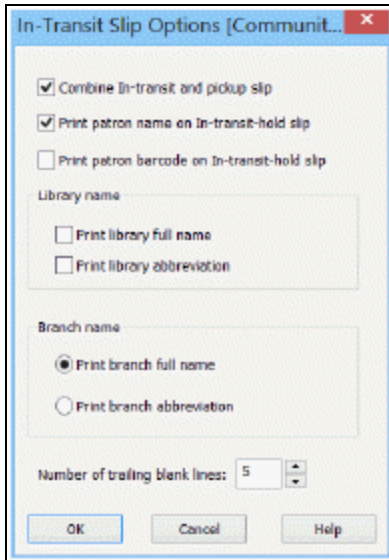 In-Transit Slip Options [Communit...
Combine In-transit and pickup slip
Print patron name on In-transit-hold slip
Print patron barcode on In-transit-hold slip
Library name
Print library full name
Print library abbreviation
Branch name
Print branch full name
Print branch abbreviation
Number of trailing blank lines: 5
OK Cancel Help